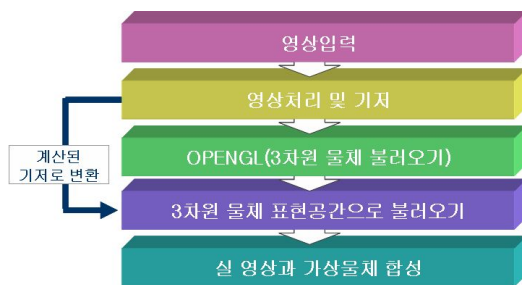 영상입력
영상처리 및 기저
OPENGL(3차원 물체 불러오기)
계산된
기저로 변환
3차원 물체 표현공간으로 불러오기
실 영상과 가상물체 합성